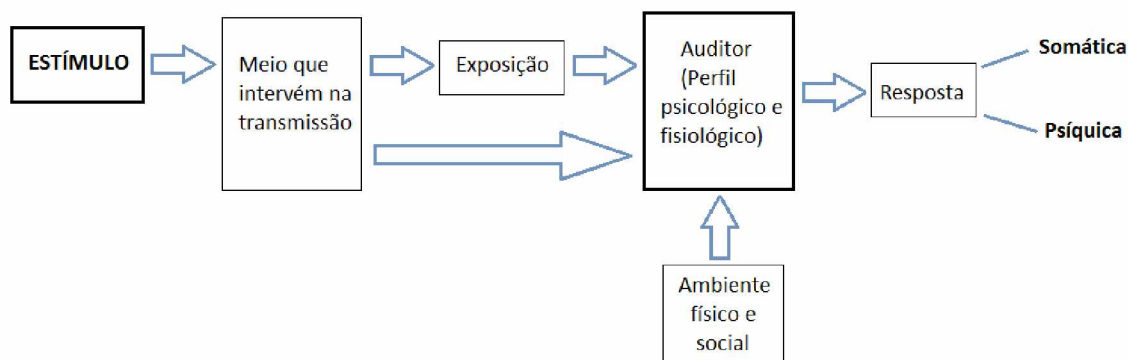 ESTÍMULO
Meio que
intervém na
transmissão
Exposição
Auditor
(Perfil
psicológico e
fisiológico)
Resposta
Somática
Psíquica
Ambiente
físico e
social